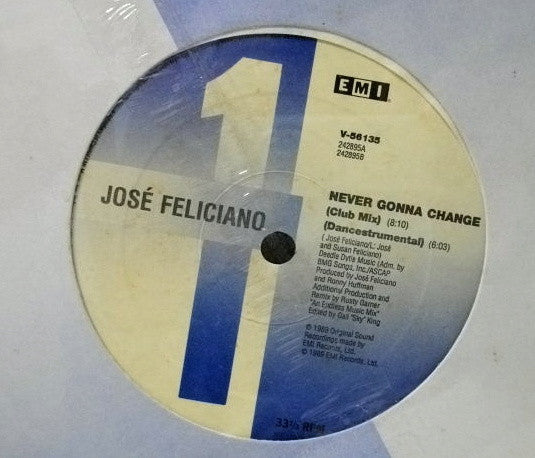 1
EMI
V-56135
242895A
242895B
JOSÉ FELICIANO
NEVER GONNA CHANGE
(Club Mix) (8:10)
(Dancestrumental) (6:03)
( José Feliciano/L: José
and Susan Feliciano)
Deedle Dytle Music (Adm. by
BMG Songs, Inc./ASCAP
Produced by José Feliciano
and Ronny Huffman
Additional Production and
Remix by Rusty Garner
"An Endless Music Mix"
Edited by Gail "Sky" King
© 1989 Original Sound
Recordings made by
EMI Records, Ltd.
© 1989 EMI Records, Ltd.
33⅓ RPM